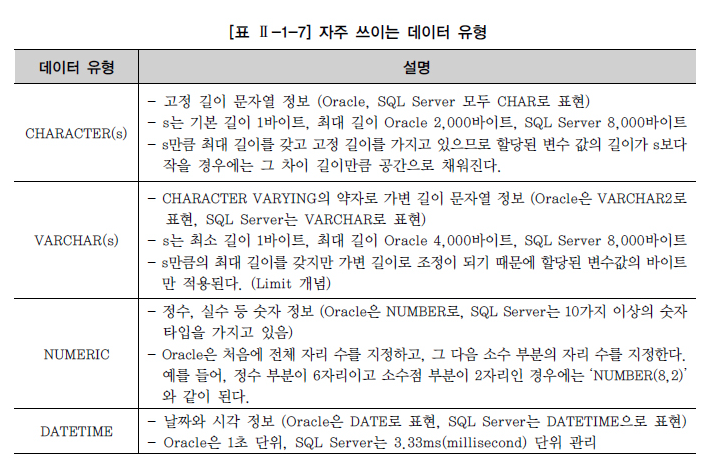 [표 Ⅱ-1-7] 자주 쓰이는 데이터 유형
데이터 유형
설명
CHARACTER(s)
- 고정 길이 문자열 정보 (Oracle, SQL Server 모두 CHAR로 표현)
- s는 기본 길이 1바이트, 최대 길이 Oracle 2,000바이트, SQL Server 8,000바이트
- s만큼 최대 길이를 갖고 고정 길이를 가지고 있으므로 할당된 변수 값의 길이가 s보다
작을 경우에는 그 차이 길이만큼 공간으로 채워진다.
VARCHAR(s)
- CHARACTER VARYING의 약자로 가변 길이 문자열 정보 (Oracle은 VARCHAR2로
표현, SQL Server는 VARCHAR로 표현)
- s는 최소 길이 1바이트, 최대 길이 Oracle 4,000바이트, SQL Server 8,000바이트
- s만큼의 최대 길이를 갖지만 가변 길이로 조정이 되기 때문에 할당된 변수값의 바이트
만 적용된다. (Limit 개념)
NUMERIC
- 정수, 실수 등 숫자 정보 (Oracle은 NUMBER로, SQL Server는 10가지 이상의 숫자
타입을 가지고 있음)
- Oracle은 처음에 전체 자리 수를 지정하고, 그 다음 소수 부분의 자리 수를 지정한다.
예를 들어, 정수 부분이 6자리이고 소수점 부분이 2자리인 경우에는 ‘NUMBER(8,2)’
와 같이 된다.
DATETIME
- 날짜와 시각 정보 (Oracle은 DATE로 표현, SQL Server는 DATETIME으로 표현)
- Oracle은 1초 단위, SQL Server는 3.33ms(millisecond) 단위 관리